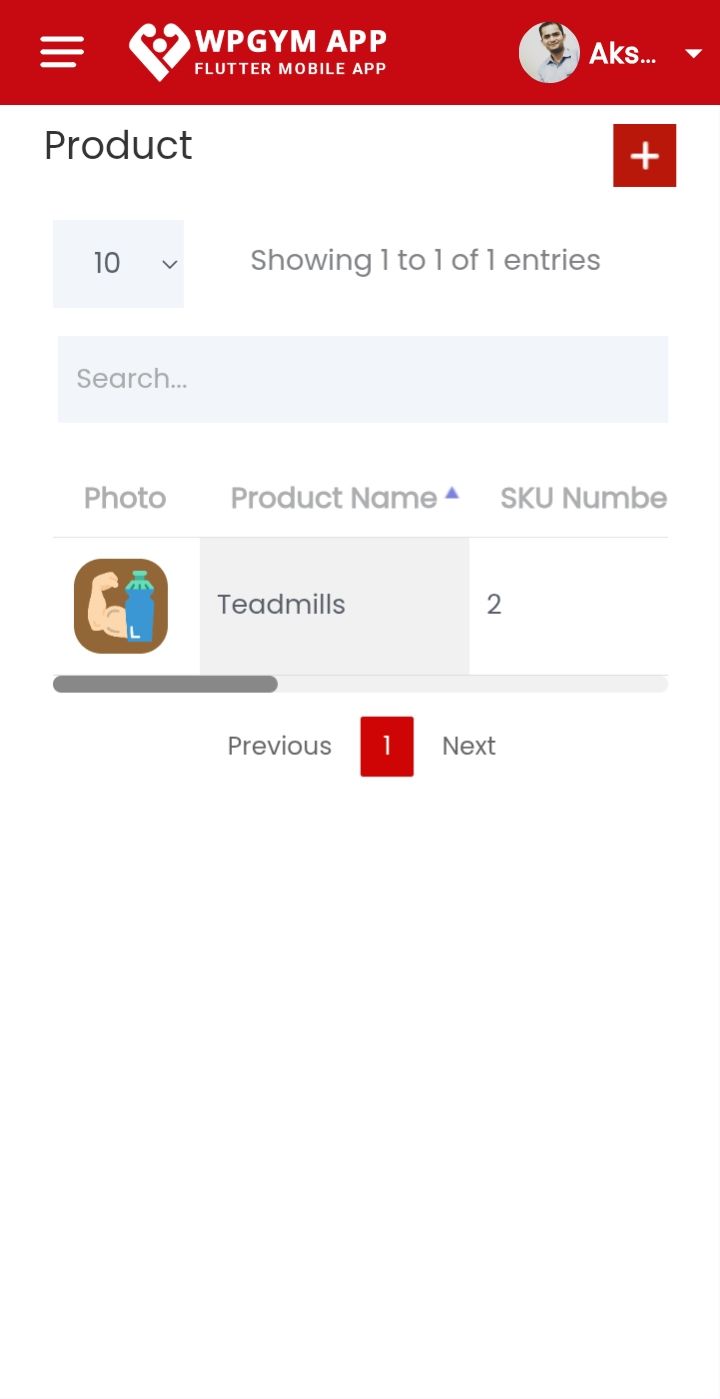 WPGYM APP
FLUTTER MOBILE APP
Aks...
Product
10
Showing 1 to 1 of 1 entries
Search...
Photo Product Name SKU Numbe
L
Teadmills 2
Previous 1 Next